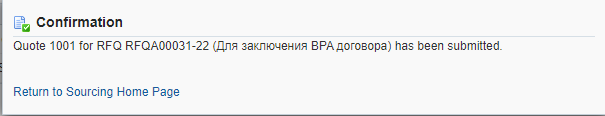 Confirmation
Quote 1001 for RFQ RFQA00031-22 (Для заключения BPA договора) has been submitted.
Return to Sourcing Home Page